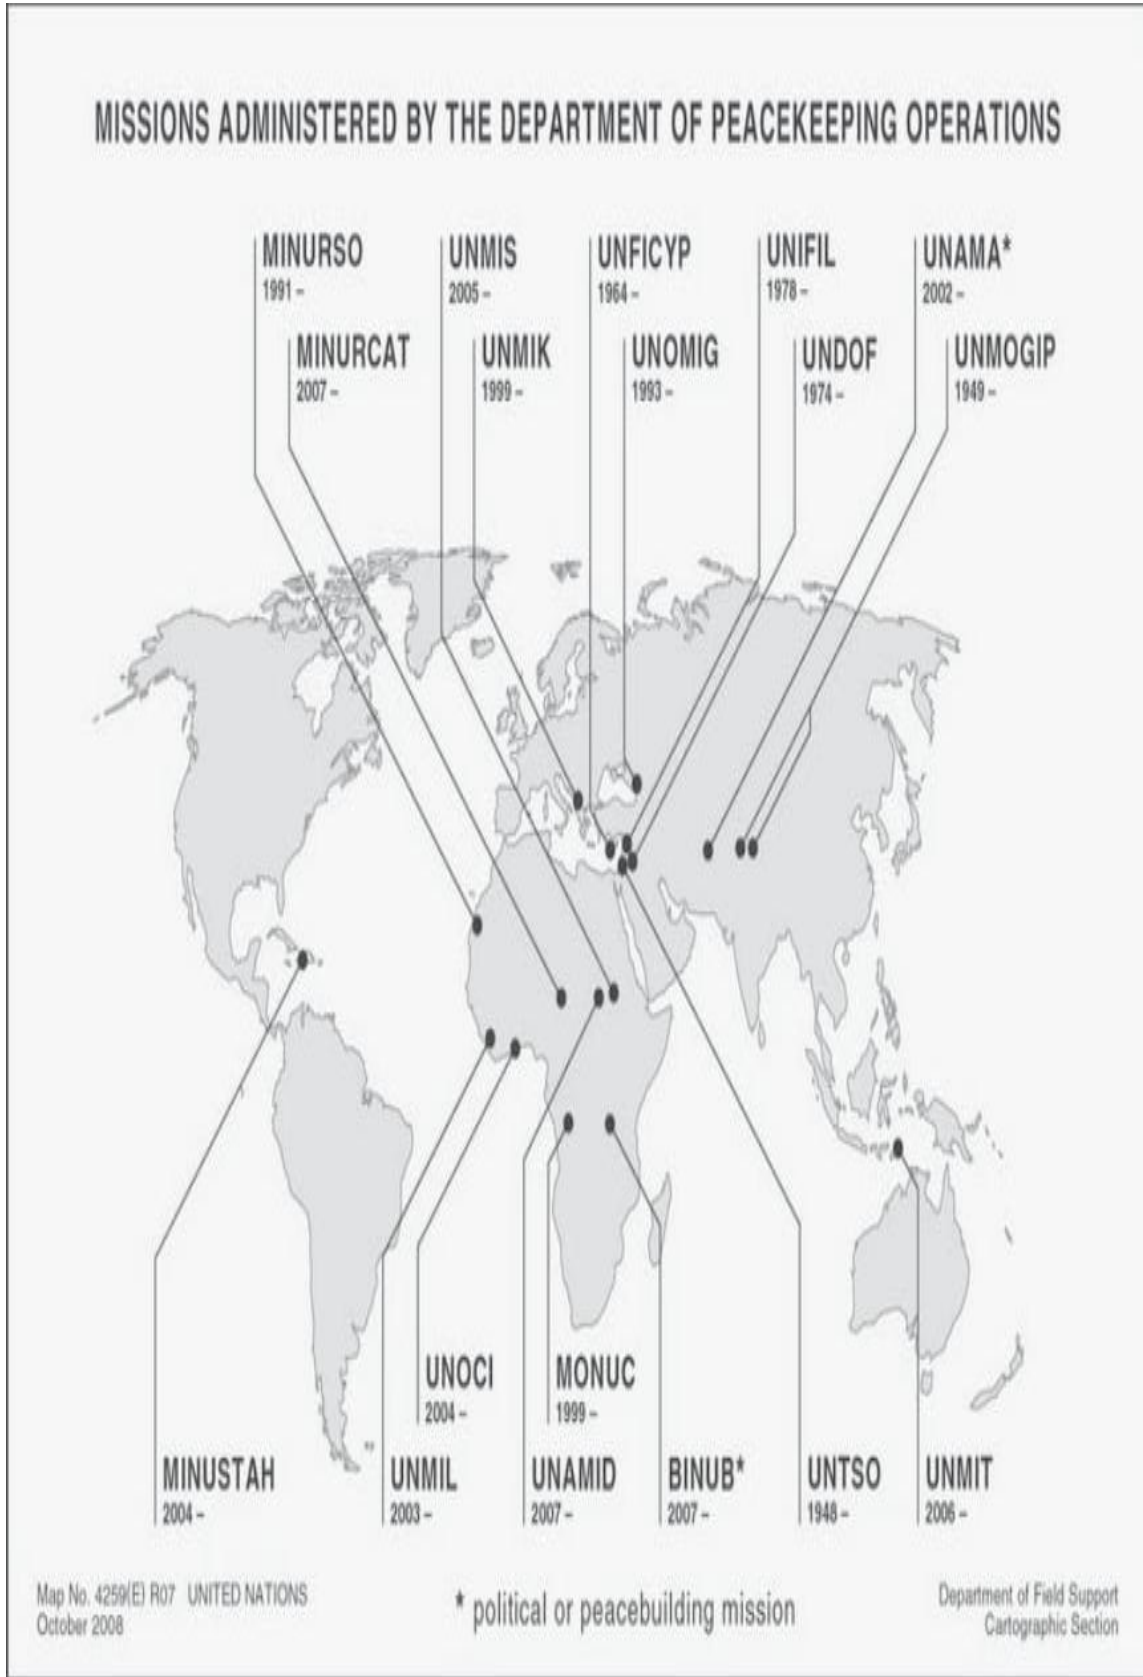 MISSIONS ADMINISTERED BY THE DEPARTMENT OF PEACEKEEPING OPERATIONS
MINURSO
1991 –
UNMIS
2005 –
UNFICYP
1964 –
UNIFIL
1978 –
UNAMA*
2002 –
MINURCAT
2007 –
UNMIK
1999 –
UNOMIG
1993 –
UNDOF
1974 –
UNMOGIP
1949 –
UNOCI
2004 –
MONUC
1999 –
MINUSTAH
2004 –
UNMIL
2003 –
UNAMID
2007 –
BINUB*
2007 –
UNTSO
1948 –
UNMIT
2006 –
Map No. 4259(E) R07 UNITED NATIONS
October 2008
* political or peacebuilding mission
Department of Field Support
Cartographic Section